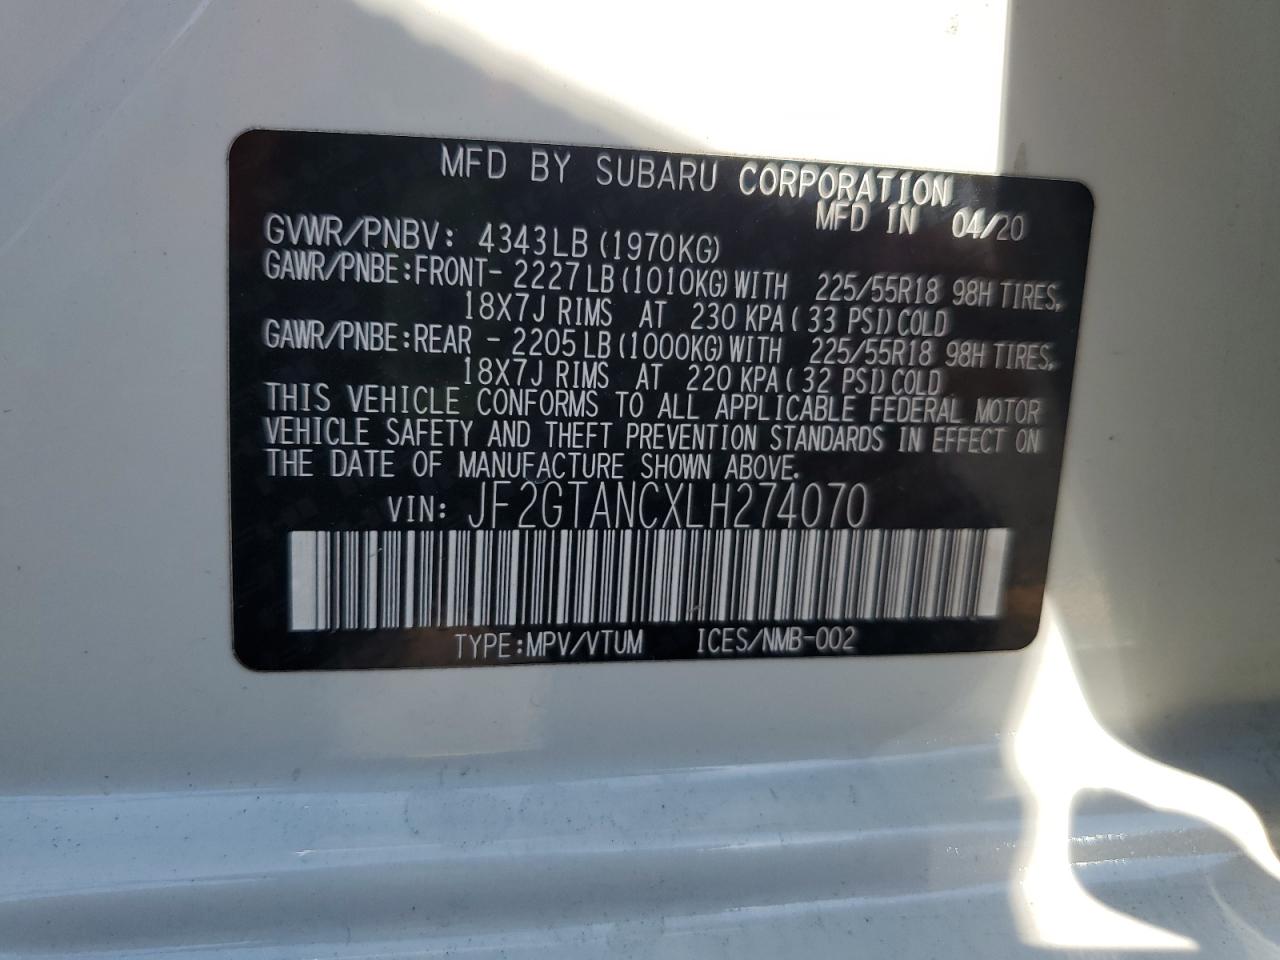 MFD BY SUBARU CORPORATION
MFD IN 04/20
GVWR/PNBV: 4343LB (1970KG)
GAWR/PNBE:FRONT- 2227LB (1010KG) WITH 225/55R18 98H TIRES,
18X7J RIMS AT 230 KPA ( 33 PSI) COLD
GAWR/PNBE:REAR - 2205LB (1000KG) WITH 225/55R18 98H TIRES,
18X7J RIMS AT 220 KPA ( 32 PSI) COLD
THIS VEHICLE CONFORMS TO ALL APPLICABLE FEDERAL MOTOR
VEHICLE SAFETY AND THEFT PREVENTION STANDARDS IN EFFECT ON
THE DATE OF MANUFACTURE SHOWN ABOVE.
VIN: JF2GTANCXLH274070
TYPE:MPV/VTUM ICES/NMB-002